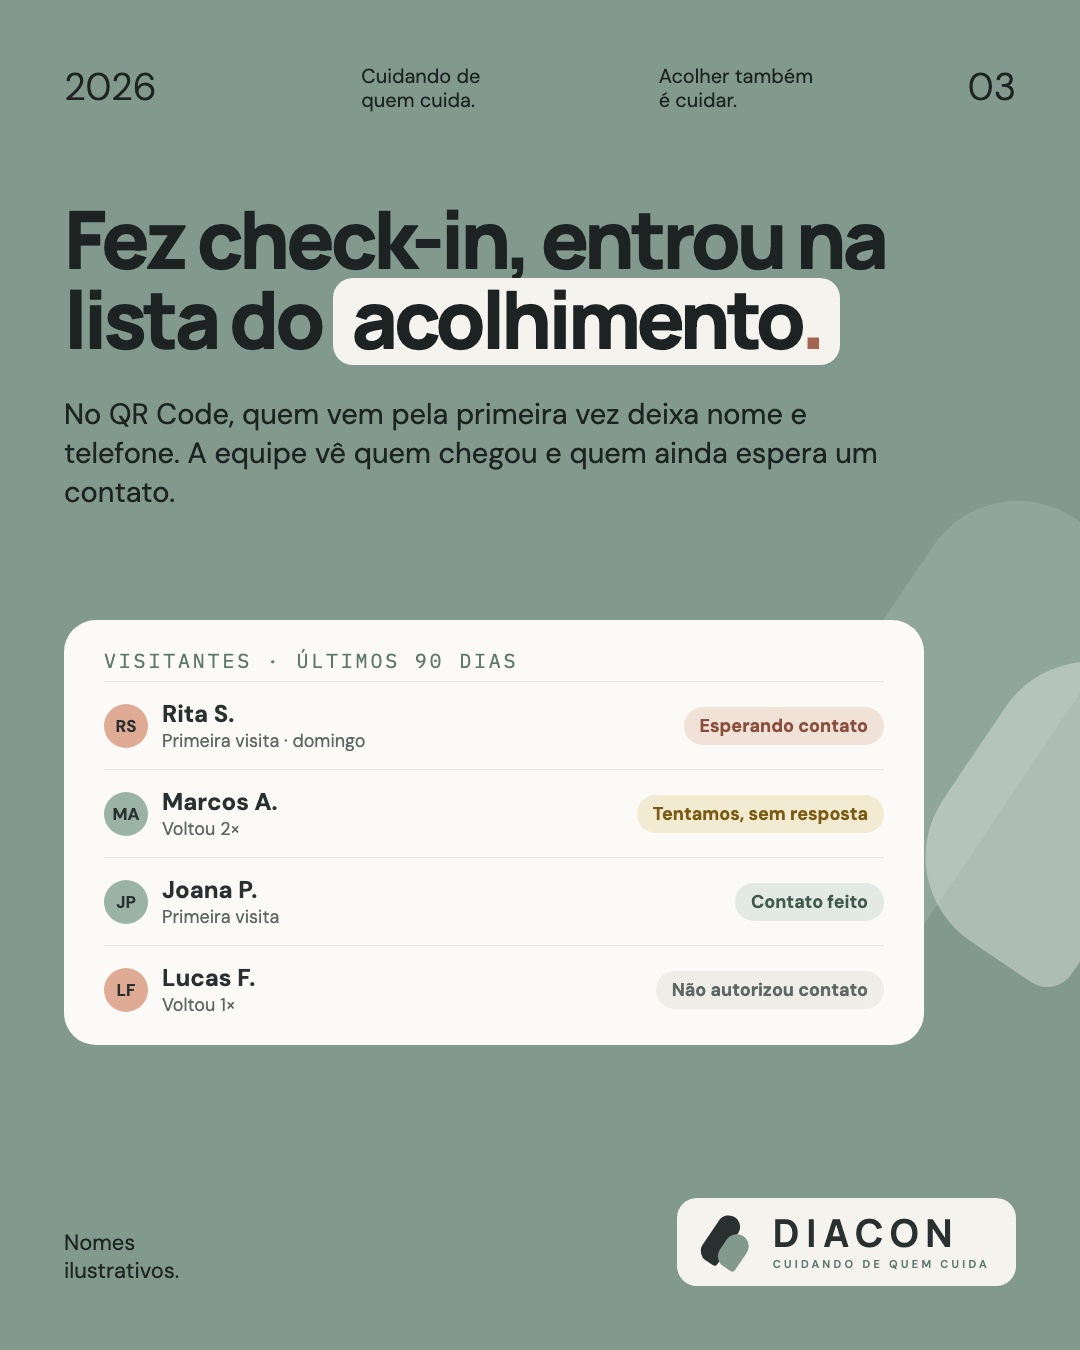 2026
Cuidando de
quem cuida.
Acolher também
é cuidar.
03
Fez check-in, entrou na
lista do acolhimento.
No QR Code, quem vem pela primeira vez deixa nome e
telefone. A equipe vê quem chegou e quem ainda espera um
contato.
VISITANTES · ÚLTIMOS 90 DIAS
RS
Rita S.
Primeira visita · domingo
Esperando contato
MA
Marcos A.
Voltou 2×
Tentamos, sem resposta
JP
Joana P.
Primeira visita
Contato feito
LF
Lucas F.
Voltou 1×
Não autorizou contato
Nomes
ilustrativos.
DIACON
CUIDANDO DE QUEM CUIDA